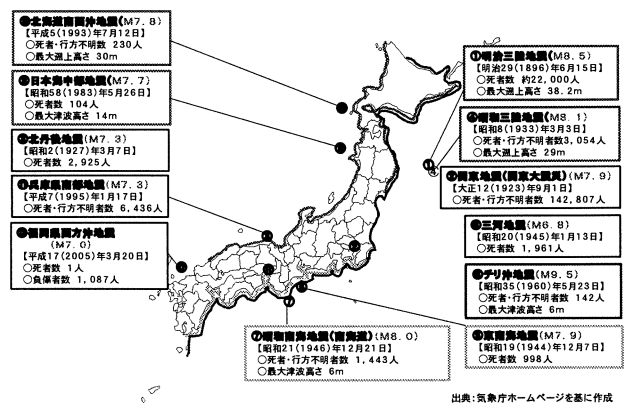 北海道南西沖地震(M7.8)
【平成5(1993)年7月12日】
○死者・行方不明数 230人
○最大遡上高さ 30m
日本海中部地震(M7.7)
【昭和58(1983)年5月26日】
○死者数 104人
○最大津波高さ 14m
③北丹後地震(M7.3)
【昭和2(1927)年3月7日】
○死者数 2,925人
兵庫県南部地震(M7.3)
【平成7(1995)年1月17日】
○死者・行方不明者数 6,436人
福岡県西方沖地震
(M7.0)
【平成17(2005)年3月20日】
○死者数 1人
○負傷者数 1,087人
①明治三陸地震(M8.5)
【明治29(1896)年6月15日】
○死者数 約22,000人
○最大遡上高さ 38.2m
④昭和三陸地震(M8.1)
【昭和8(1933)年3月3日】
○死者・行方不明者数3,054人
○最大遡上高さ 29m
②関東地震(関東大震災)(M7.9)
【大正12(1923)年9月1日】
○死者・行方不明者数 142,807人
三河地震(M6.8)
【昭和20(1945)年1月13日】
○死者数 1,961人
チリ沖地震(M9.5)
【昭和35(1960)年5月23日】
○死者・行方不明者数 142人
○最大津波高さ 6m
東南海地震(M7.9)
【昭和19(1944)年12月7日】
○死者数 998人
⑦昭和南海地震(南海道)(M8.0)
【昭和21(1946)年12月21日】
○死者・行方不明者数 1,443人
○最大津波高さ 6m
①
④
⑦
出典:気象庁ホームページを基に作成